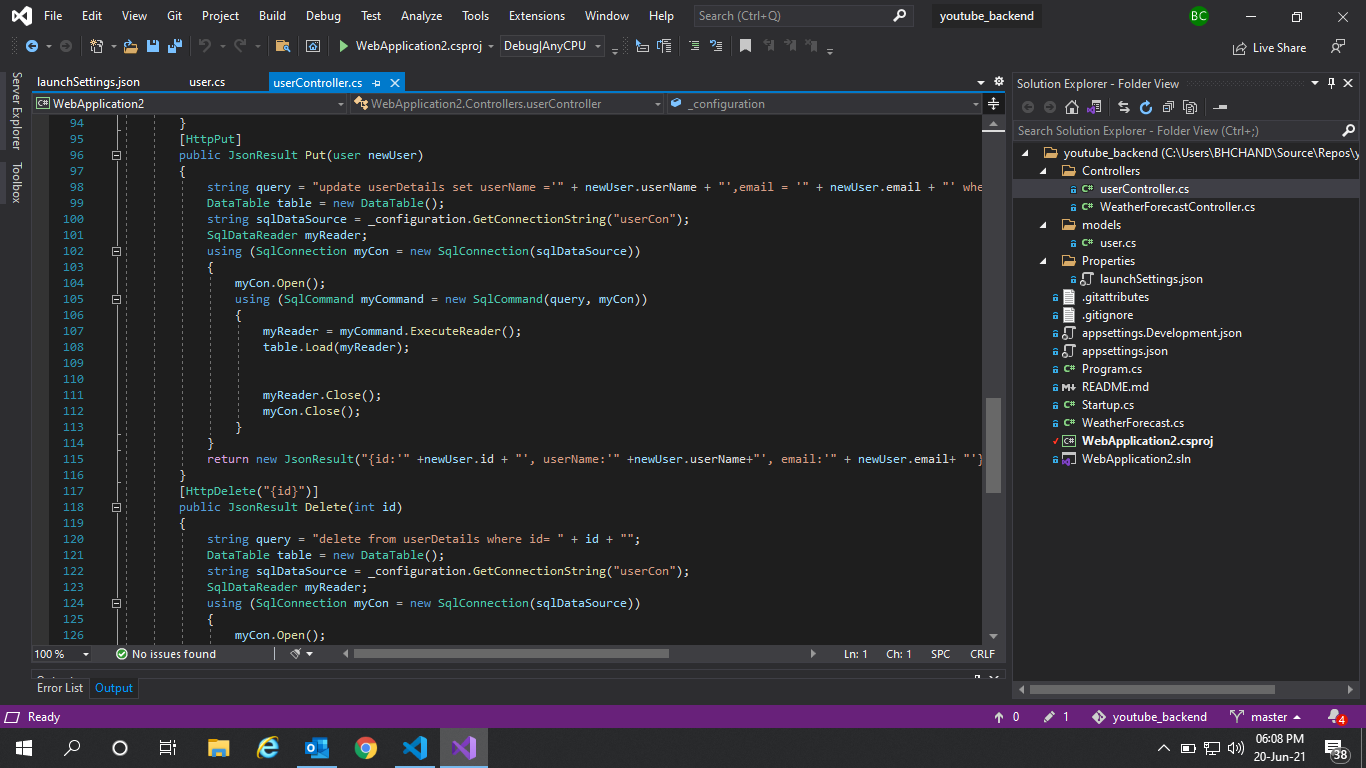 File Edit View Git Project Build Debug Test Analyze Tools Extensions Window Help Search (Ctrl+Q) youtube_backend BC
WebApplication2.csproj Debug|AnyCPU Live Share
launchSettings.json user.cs userController.cs
WebApplication2 WebApplication2.Controllers.userController _configuration
Server Explorer
Toolbox
94 }
95 [HttpPut]
96 public JsonResult Put(user newUser)
97 {
98 string query = "update userDetails set userName ='" + newUser.userName + "',email = '" + newUser.email + "' whe
99 DataTable table = new DataTable();
100 string sqlDataSource = _configuration.GetConnectionString("userCon");
101 SqlDataReader myReader;
102 using (SqlConnection myCon = new SqlConnection(sqlDataSource))
103 {
104 myCon.Open();
105 using (SqlCommand myCommand = new SqlCommand(query, myCon))
106 {
107 myReader = myCommand.ExecuteReader();
108 table.Load(myReader);
109
110
111 myReader.Close();
112 myCon.Close();
113 }
114 }
115 return new JsonResult("{id:'" +newUser.id + "', userName:'" +newUser.userName+"', email:'" + newUser.email+ "'}
116 }
117 [HttpDelete("{id}")]
118 public JsonResult Delete(int id)
119 {
120 string query = "delete from userDetails where id= " + id + "";
121 DataTable table = new DataTable();
122 string sqlDataSource = _configuration.GetConnectionString("userCon");
123 SqlDataReader myReader;
124 using (SqlConnection myCon = new SqlConnection(sqlDataSource))
125 {
126 myCon.Open();
100 % No issues found Ln: 1 Ch: 1 SPC CRLF
Error List Output
Solution Explorer - Folder View
Search Solution Explorer - Folder View (Ctrl+;)
youtube_backend (C:\Users\BHCHAND\Source\Repos\y
Controllers
userController.cs
WeatherForecastController.cs
models
user.cs
Properties
launchSettings.json
.gitattributes
.gitignore
appsettings.Development.json
appsettings.json
Program.cs
README.md
Startup.cs
WeatherForecast.cs
WebApplication2.csproj
WebApplication2.sln
Ready 0 1 youtube_backend master 4
06:08 PM
20-Jun-21
38